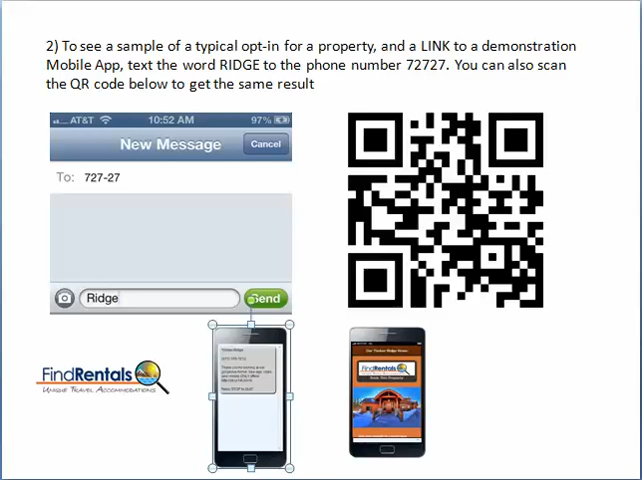 2) To see a sample of a typical opt-in for a property, and a LINK to a demonstration
Mobile App, text the word RIDGE to the phone number 72727. You can also scan
the QR code below to get the same result
AT&T 10:52 AM 97%
New Message Cancel
To: 727-27
Ridge Send
FindRentals
UNIQUE TRAVEL ACCOMMODATIONS
FindRentals